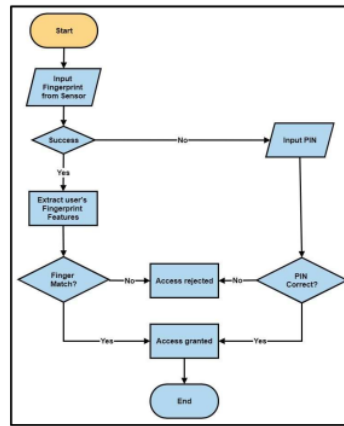 Start
Input
Fingerprint
from Sensor
Success
No
Input PIN
Yes
Extract user's
Fingerprint
Features
Finger
Match?
No
Access rejected
No
PIN
Correct?
Yes
Access granted
Yes
End